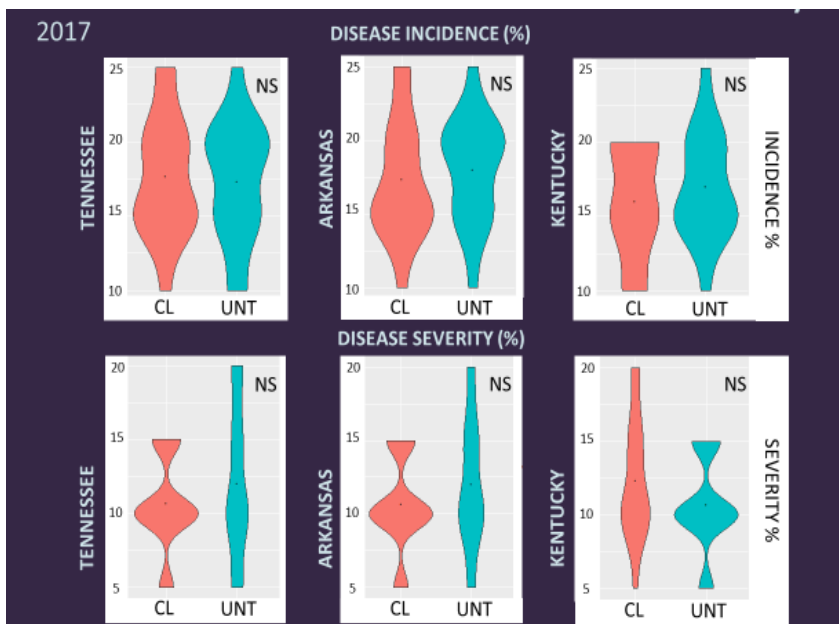 2017
DISEASE INCIDENCE (%)
TENNESSEE
25
20
15
10
NS
CL UNT
ARKANSAS
25
20
15
10
NS
CL UNT
KENTUCKY
25
20
15
10
NS
CL UNT
INCIDENCE %
DISEASE SEVERITY (%)
TENNESSEE
20
15
10
5
NS
CL UNT
ARKANSAS
20
15
10
5
NS
CL UNT
KENTUCKY
20
15
10
5
NS
CL UNT
SEVERITY %